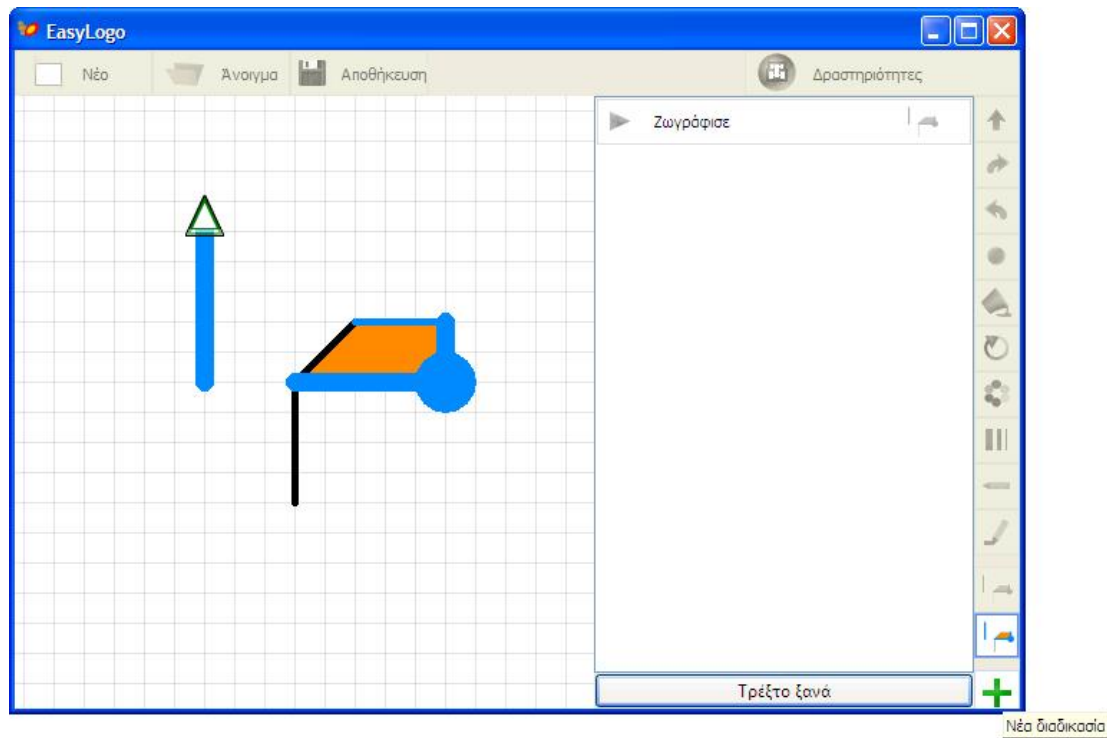 EasyLogo
Νέο Άνοιγμα Αποθήκευση Δραστηριότητες
Ζωγράφισε
Τρέξτο ξανά
Νέα διαδικασία